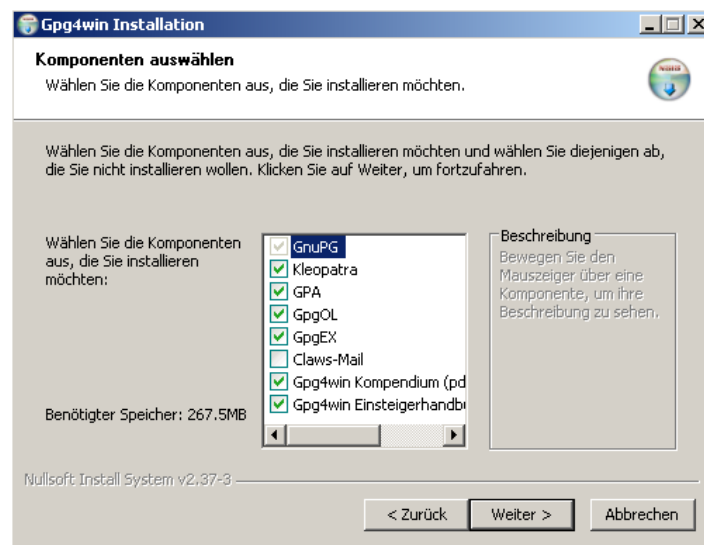 Gpg4win Installation
Komponenten auswählen
Wählen Sie die Komponenten aus, die Sie installieren möchten.
Wählen Sie die Komponenten aus, die Sie installieren möchten und wählen Sie diejenigen ab,
die Sie nicht installieren wollen. Klicken Sie auf Weiter, um fortzufahren.
Wählen Sie die Komponenten
aus, die Sie installieren
möchten:
GnuPG
Kleopatra
GPA
GpgOL
GpgEX
Claws-Mail
Gpg4win Kompendium (pd
Gpg4win Einsteigerhandbu
Beschreibung
Bewegen Sie den
Mauszeiger über eine
Komponente, um ihre
Beschreibung zu sehen.
Benötigter Speicher: 267.5MB
Nullsoft Install System v2.37-3
< Zurück
Weiter >
Abbrechen